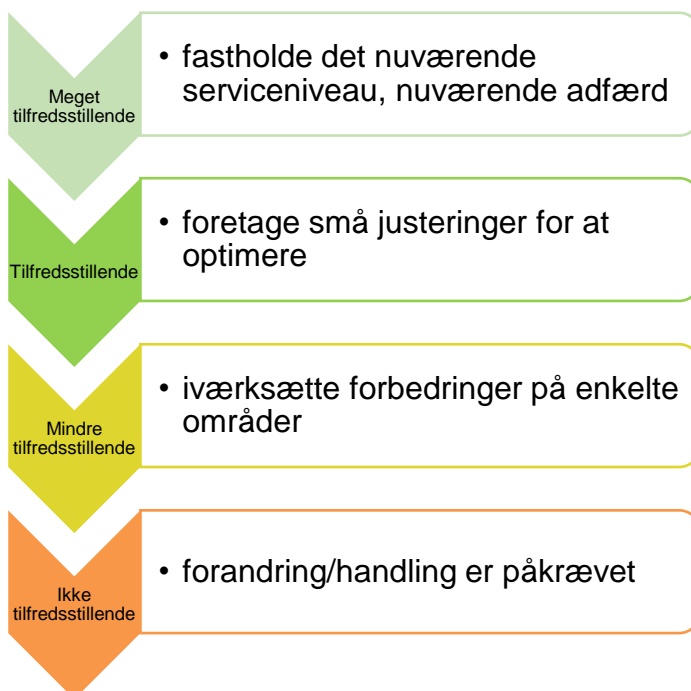 Meget
tilfredsstillende
• fastholde det nuværende
serviceniveau, nuværende adfærd
Tilfredsstillende
• foretage små justeringer for at
optimere
Mindre
tilfredsstillende
• iværksætte forbedringer på enkelte
områder
Ikke
tilfredsstillende
• forandring/handling er påkrævet